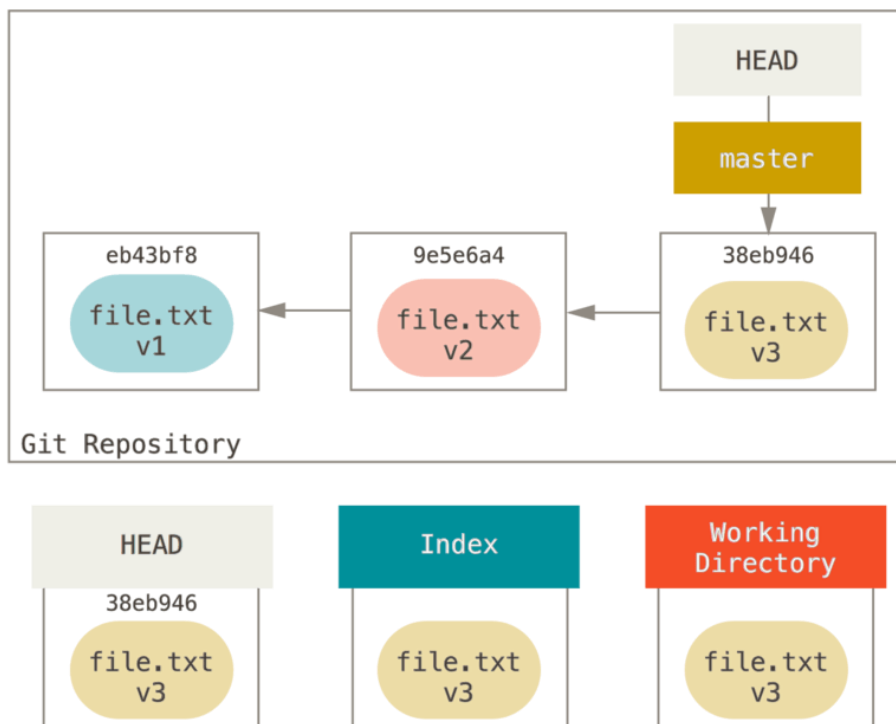 HEAD
master
eb43bf8
9e5e6a4
38eb946
file.txt
v1
file.txt
v2
file.txt
v3
Git Repository
HEAD
Index
Working
Directory
38eb946
file.txt
v3
file.txt
v3
file.txt
v3